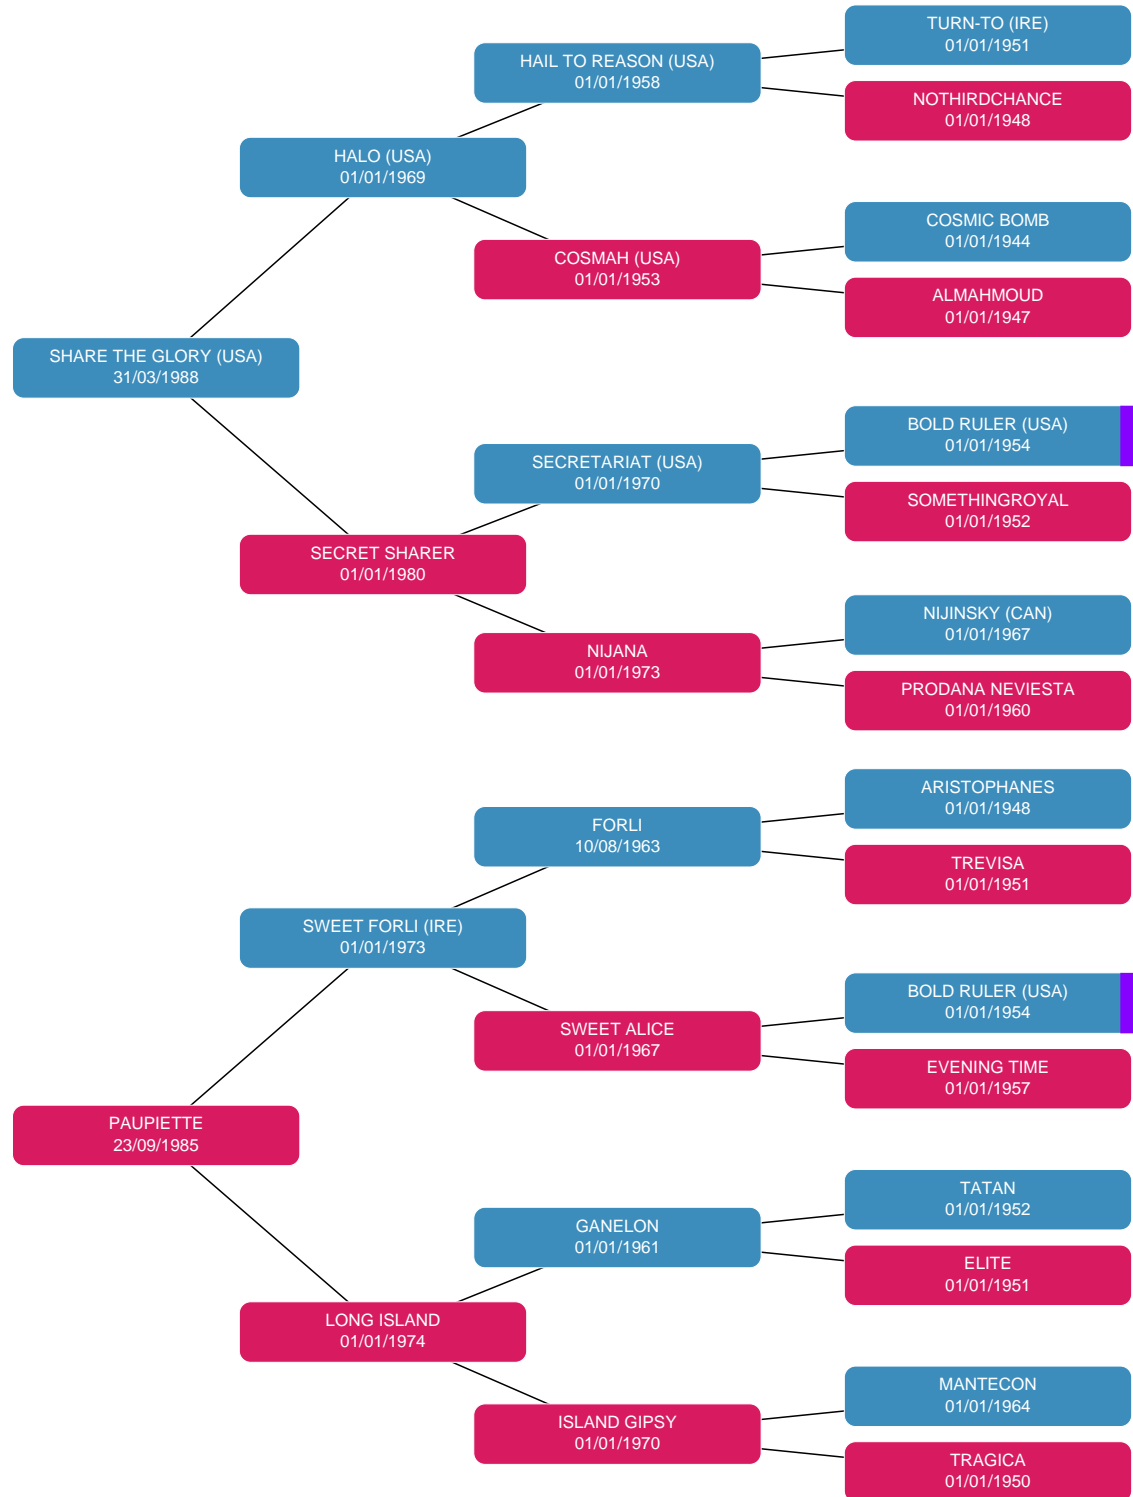 TURN-TO (IRE)
01/01/1951
HAIL TO REASON (USA)
01/01/1958
NOTHIRDCHANCE
01/01/1948
HALO (USA)
01/01/1969
COSMIC BOMB
01/01/1944
COSMAH (USA)
01/01/1953
ALMAHMOUD
01/01/1947
SHARE THE GLORY (USA)
31/03/1988
BOLD RULER (USA)
01/01/1954
SECRETARIAT (USA)
01/01/1970
SOMETHINGROYAL
01/01/1952
SECRET SHARER
01/01/1980
NIJINSKY (CAN)
01/01/1967
NIJANA
01/01/1973
PRODANA NEVIESTA
01/01/1960
ARISTOPHANES
01/01/1948
FORLI
10/08/1963
TREVISA
01/01/1951
SWEET FORLI (IRE)
01/01/1973
BOLD RULER (USA)
01/01/1954
SWEET ALICE
01/01/1967
EVENING TIME
01/01/1957
PAUPIETTE
23/09/1985
TATAN
01/01/1952
GANELON
01/01/1961
ELITE
01/01/1951
LONG ISLAND
01/01/1974
MANTECON
01/01/1964
ISLAND GIPSY
01/01/1970
TRAGICA
01/01/1950